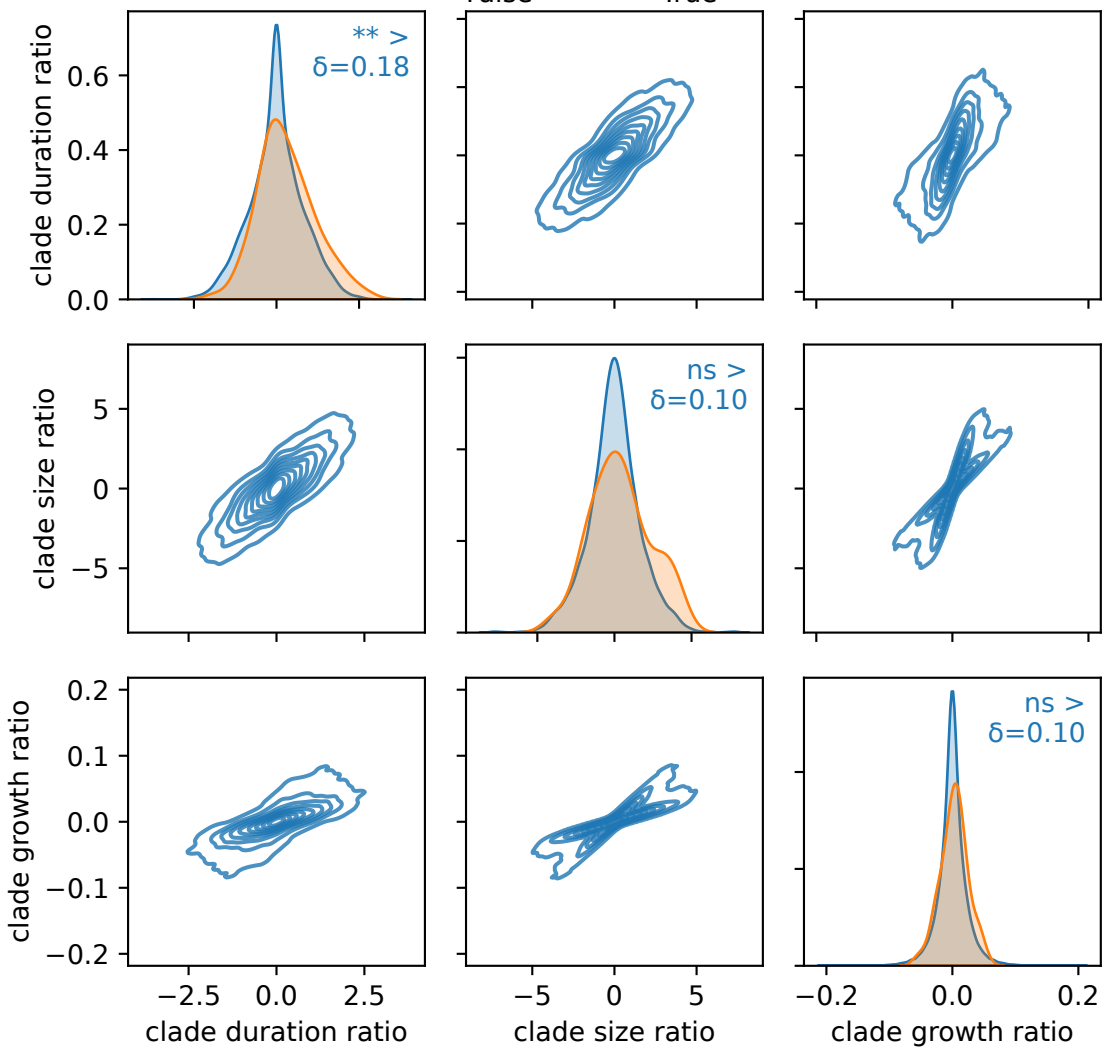 clade duration ratio
0.6
0.4
0.2
0.0
** >
δ=0.18
clade size ratio
5
0
−5
ns >
δ=0.10
clade growth ratio
0.2
0.1
0.0
−0.1
−0.2
ns >
δ=0.10
−2.5 0.0 2.5
−5 0 5
−0.2 0.0 0.2
clade duration ratio
clade size ratio
clade growth ratio